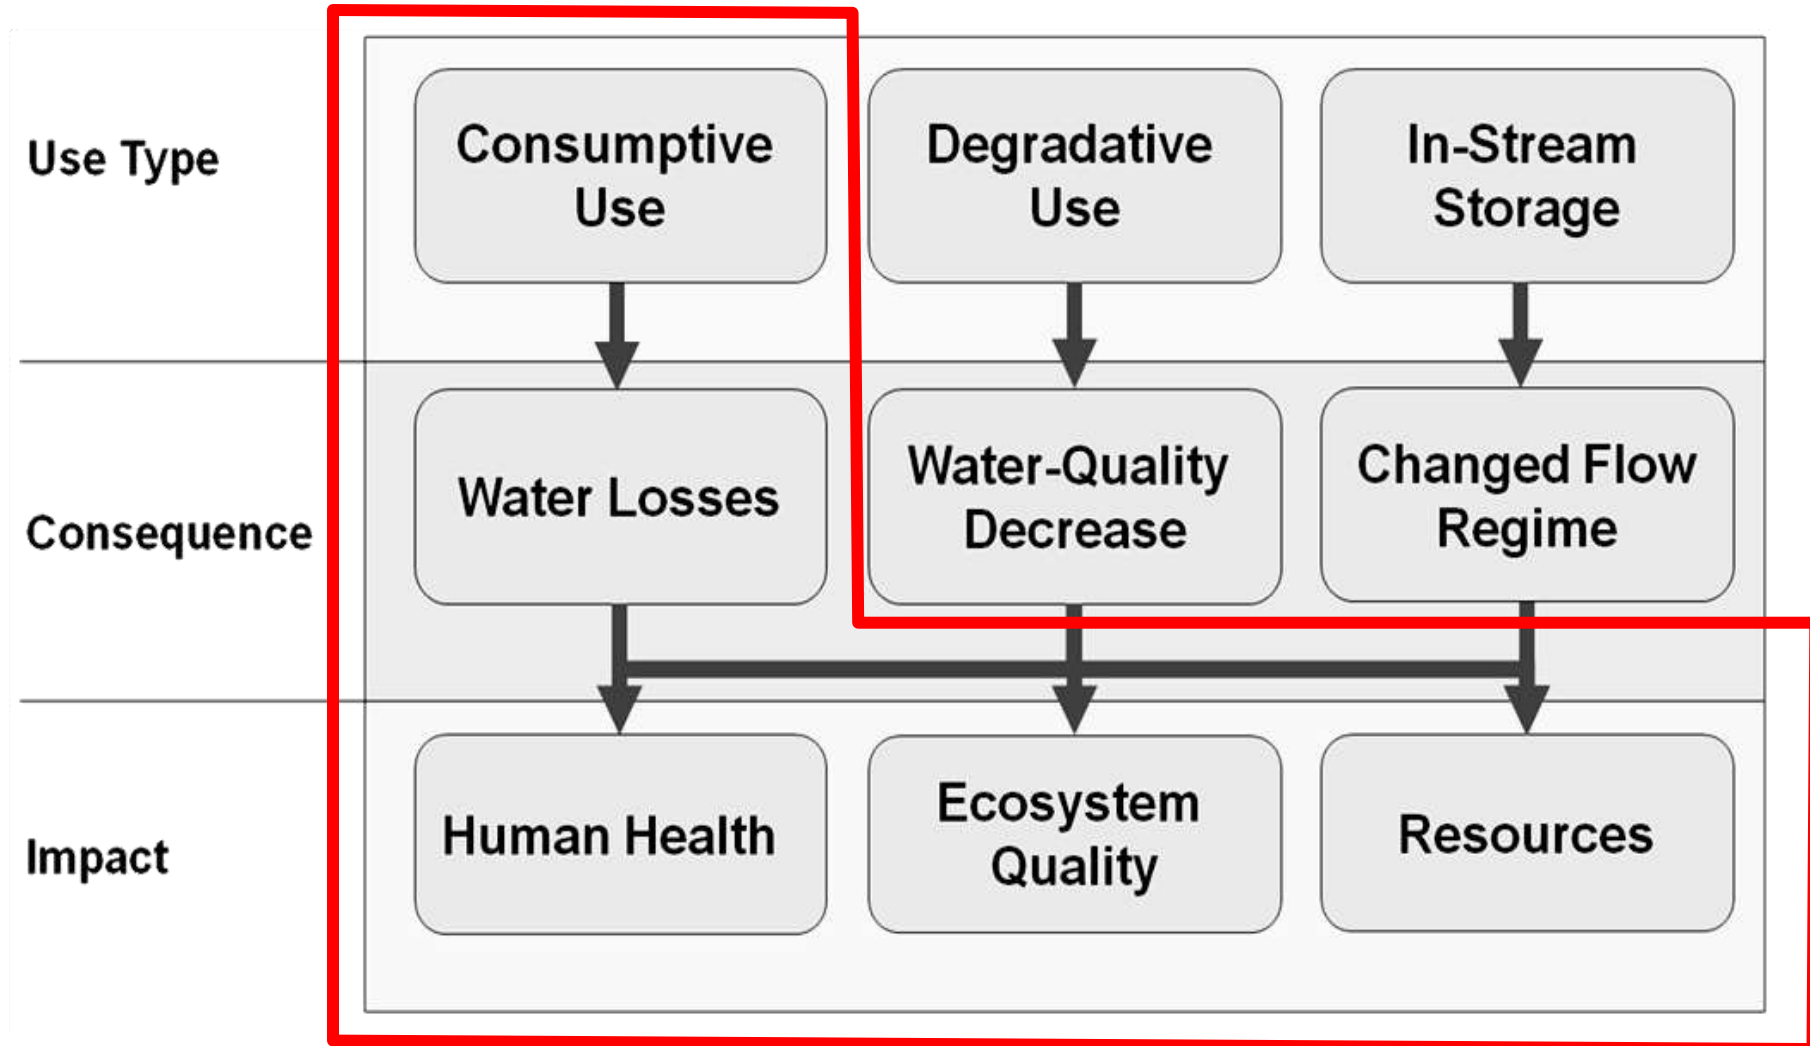 Use Type
Consumptive
Use
Degradative
Use
In-Stream
Storage
Consequence
Water Losses
Water-Quality
Decrease
Changed Flow
Regime
Impact
Human Health
Ecosystem
Quality
Resources